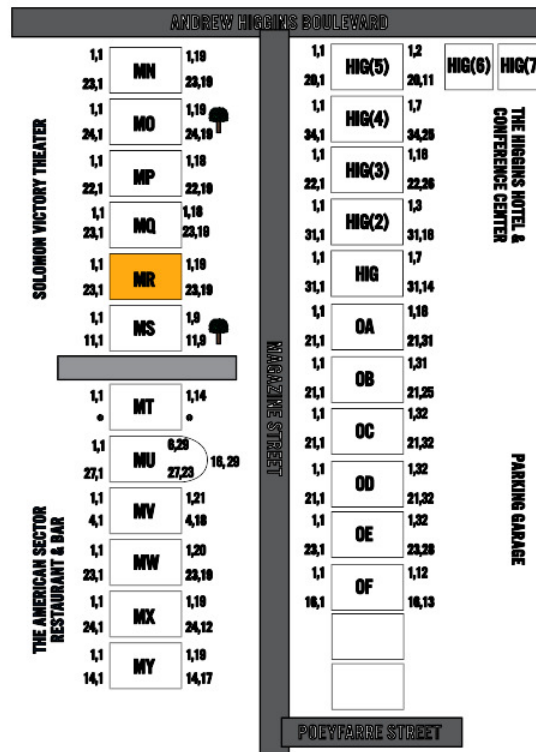 ANDREW HIGGINS BOULEVARD
SOLOMON VICTORY THEATER
1,1 MN 1,19
23,1 23,19
1,1 MO 1,19
24,1 24,19
1,1 MP 1,18
22,1 22,19
1,1 MQ 1,18
23,1 23,19
1,1 MR 1,19
23,1 23,19
1,1 MS 1,9
11,1 11,9
THE AMERICAN SECTOR
RESTAURANT & BAR
1,1 MT 1,14
1,1 MU 6,29
27,1 27,23
16,29
1,1 MV 1,21
4,1 4,18
1,1 MW 1,20
23,1 23,19
1,1 MX 1,19
24,1 24,12
1,1 MY 1,19
14,1 14,17
MAGAZINE STREET
1,1 HIG(5) 1,2
HIG(6) HIG(7
1,1 HIG(4) 1,7
34,1 34,25
1,1 HIG(3) 1,18
22,1 22,26
1,1 HIG(2) 1,3
31,1 31,16
1,1 HIG 1,7
31,1 31,14
1,1 OA 1,18
21,1 21,31
1,1 OB 1,31
21,1 21,25
1,1 OC 1,32
21,1 21,32
1,1 OD 1,32
21,1 21,32
1,1 OE 1,32
23,1 23,28
1,1 OF 1,12
16,1 16,13
THE HIGGINS HOTEL &
CONFERENCE CENTER
PARKING GARAGE
POEYFARRE STREET